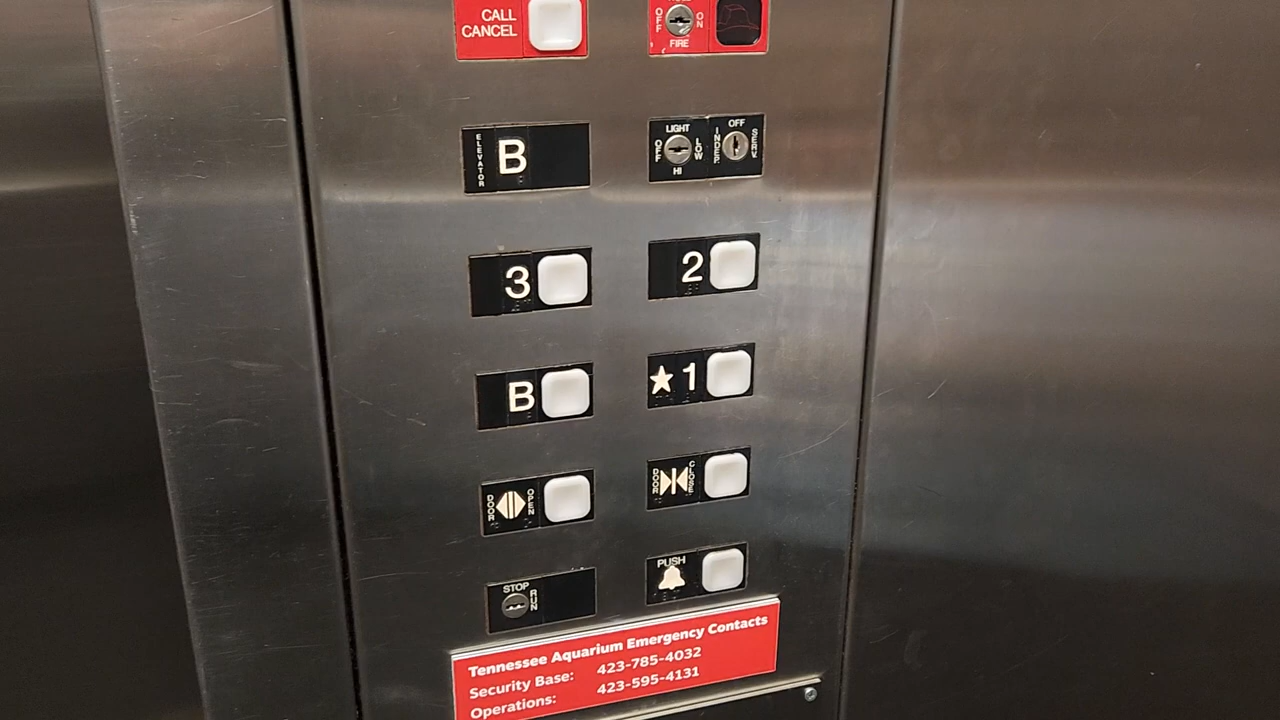 CALL
CANCEL
OFF ON
FIRE
ELEVATOR B
LIGHT
OFF LOW
HI
OFF
INDEP. SERV.
3
2
B
★1
DOOR OPEN
DOOR CLOSE
STOP
RUN
PUSH
Tennessee Aquarium Emergency Contacts
Security Base: 423-785-4032
Operations: 423-595-4131